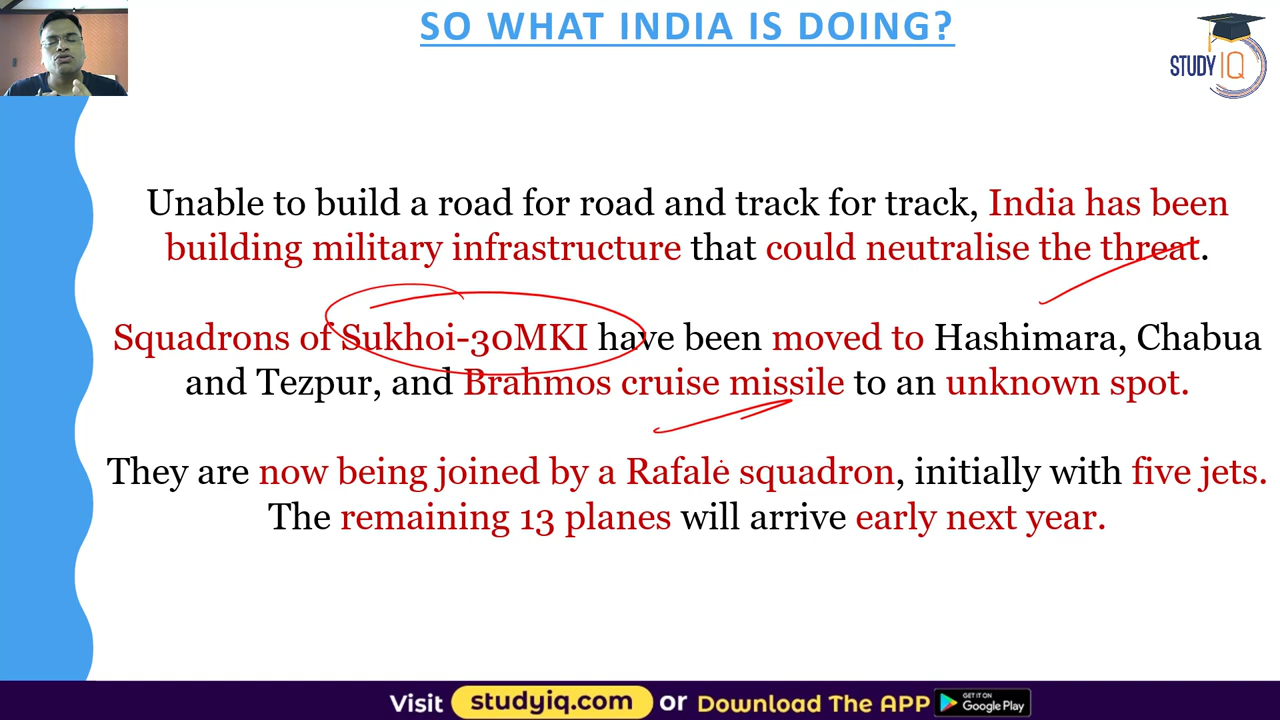 SO WHAT INDIA IS DOING?
STUDY IQ
Unable to build a road for road and track for track, India has been
building military infrastructure that could neutralise the threat.
Squadrons of Sukhoi-30MKI have been moved to Hashimara, Chabua
and Tezpur, and Brahmos cruise missile to an unknown spot.
They are now being joined by a Rafale squadron, initially with five jets.
The remaining 13 planes will arrive early next year.
Visit studyiq.com or Download The APP GET IT ON Google Play